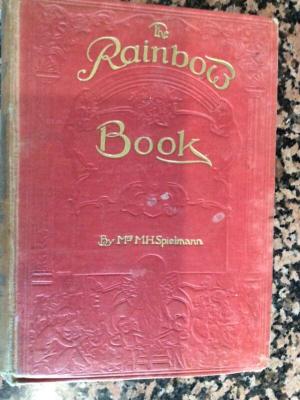 The
Rainbow
Book
By Mrs M.H. Spielmann